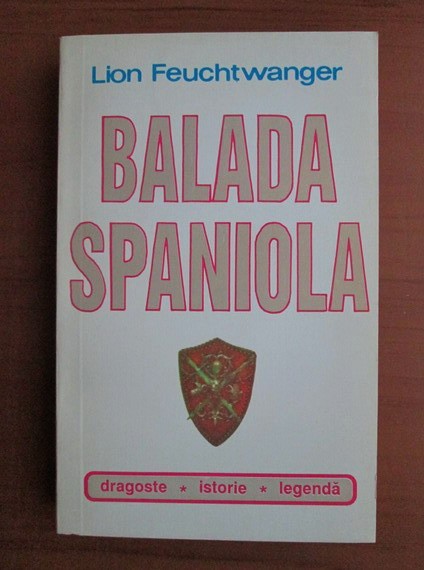 Lion Feuchtwanger
BALADA
SPANIOLA
dragoste * istorie * legendă